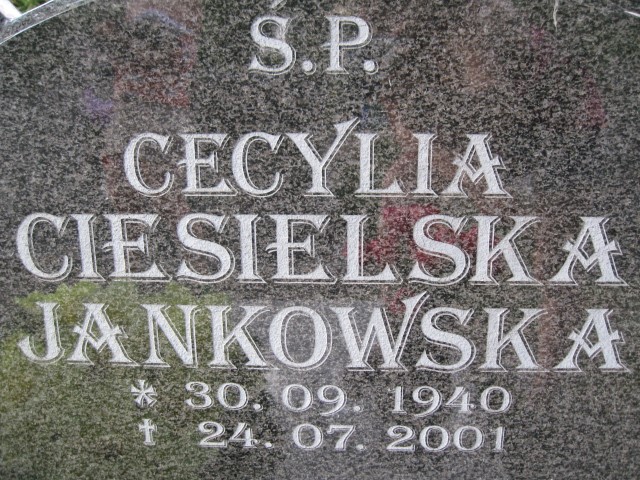 Ś.P.
CECYLIA
CIESIELSKA
JANKOWSKA
* 30. 09. 1940
† 24. 07. 2001